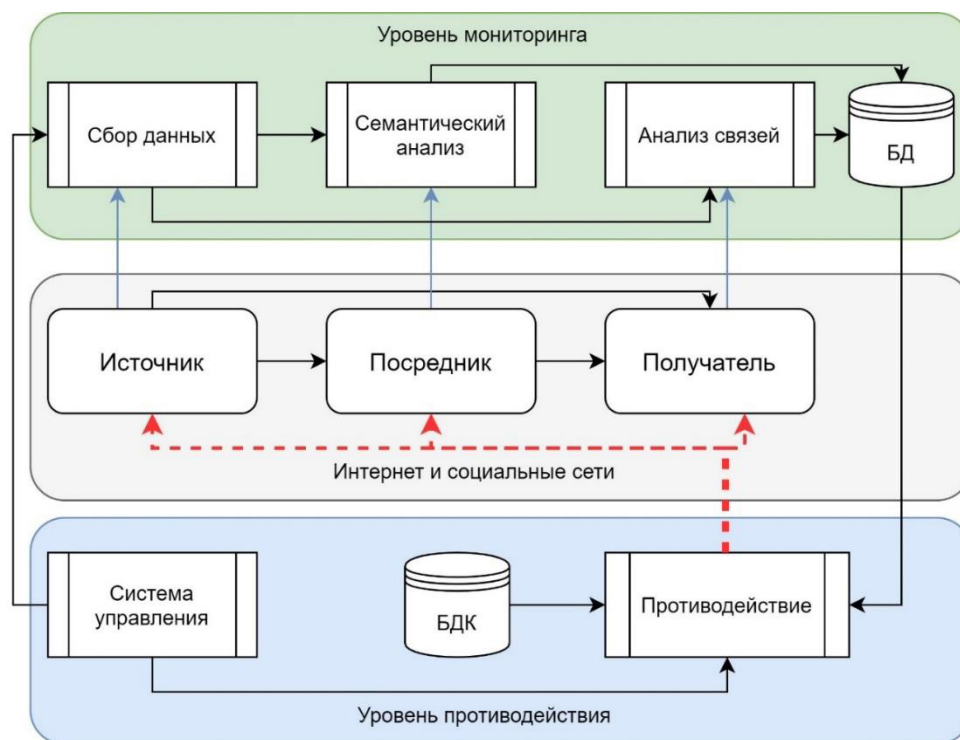 Уровень мониторинга
Сбор данных
Семантический
анализ
Анализ связей
БД
Источник
Посредник
Получатель
Интернет и социальные сети
Система
управления
БДК
Противодействие
Уровень противодействия